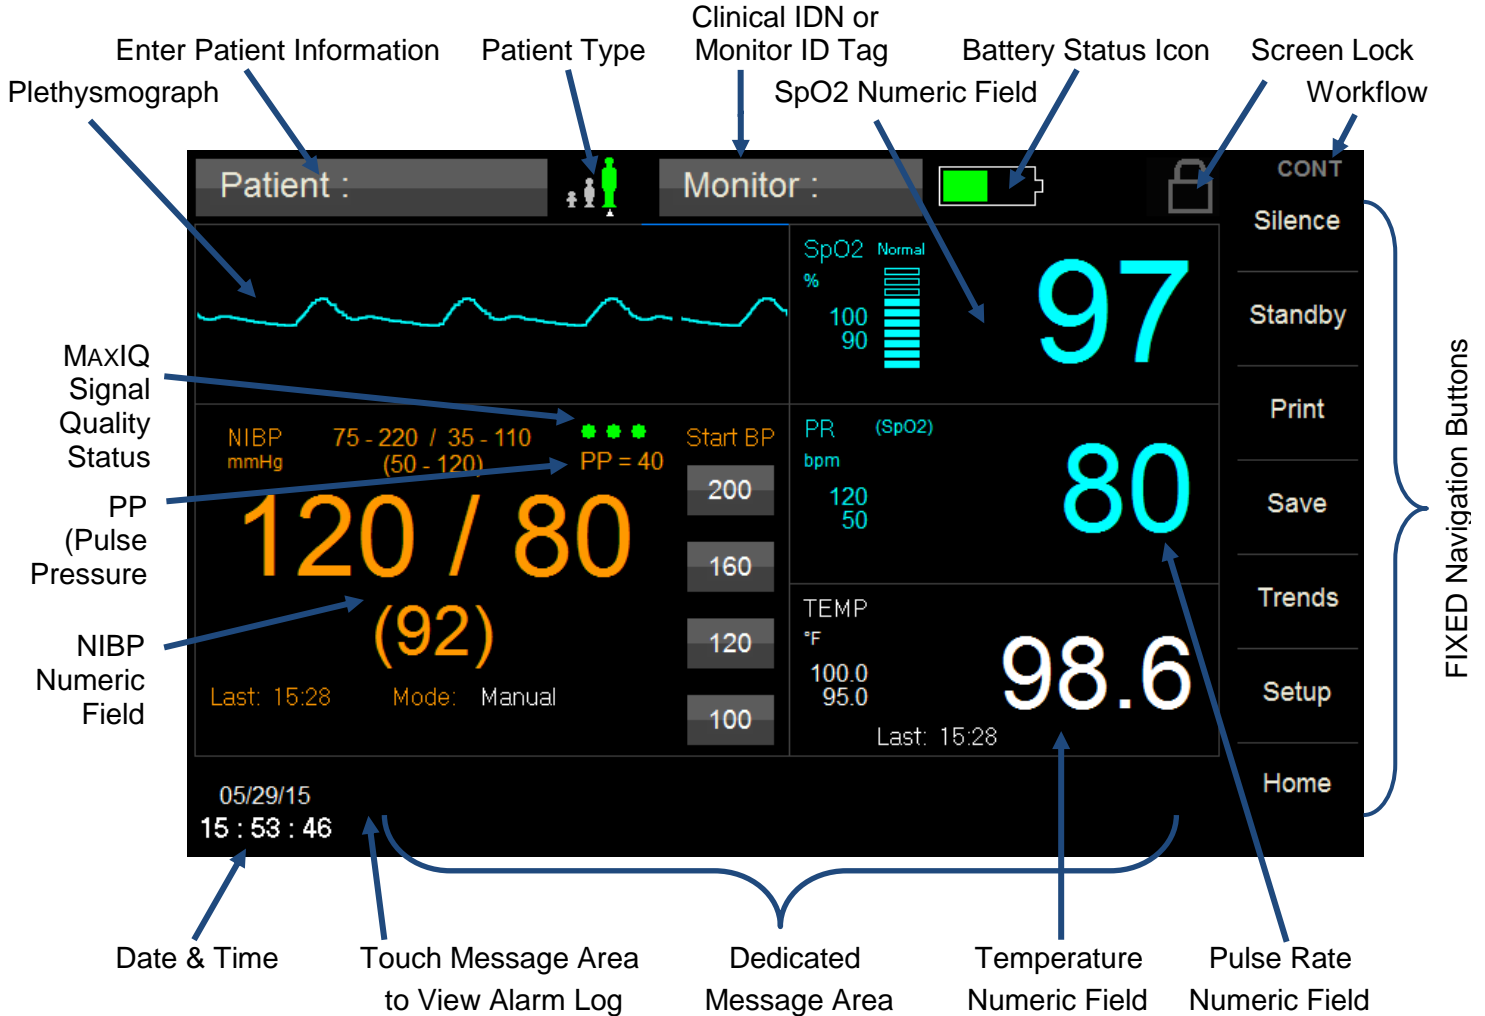 Clinical IDN or
Enter Patient Information
Patient Type
Monitor ID Tag
Battery Status Icon
Screen Lock
Plethysmograph
SpO2 Numeric Field
Workflow
Patient :
Monitor :
CONT
Silence
SpO2 Normal
%
100
90
Standby
MAXIQ
Signal
Quality
Status
NIBP
mmHg
75 - 220 / 35 - 110
(50 - 120)
PP = 40
Start BP
PR (SpO2)
bpm
120
50
97
80
Print
PP
(Pulse
Pressure
120 / 80
(92)
200
160
120
100
Save
Trends
NIBP
Numeric
Field
Last: 15:28 Mode: Manual
TEMP
°F
100.0
95.0
98.6
Last: 15:28
Setup
Home
FIXED Navigation Buttons
05/29/15
15 : 53 : 46
Date & Time
Touch Message Area
to View Alarm Log
Dedicated
Message Area
Temperature
Numeric Field
Pulse Rate
Numeric Field